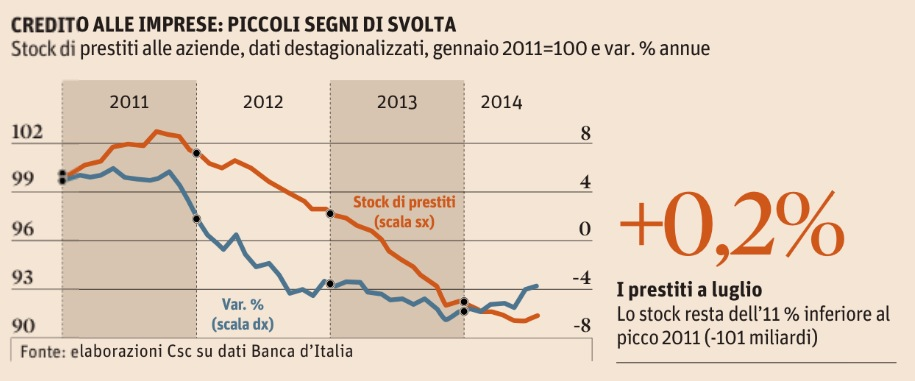 CREDITO ALLE IMPRESE: PICCOLI SEGNI DI SVOLTA
Stock di prestiti alle aziende, dati destagionalizzati, gennaio 2011=100 e var. % annue
2011 2012 2013 2014
102 8
99 4
Stock di prestiti
(scala sx)
96 0
93 -4
Var. %
(scala dx)
90 -8
Fonte: elaborazioni Csc su dati Banca d'Italia
+0,2%
I prestiti a luglio
Lo stock resta dell'11 % inferiore al
picco 2011 (-101 miliardi)